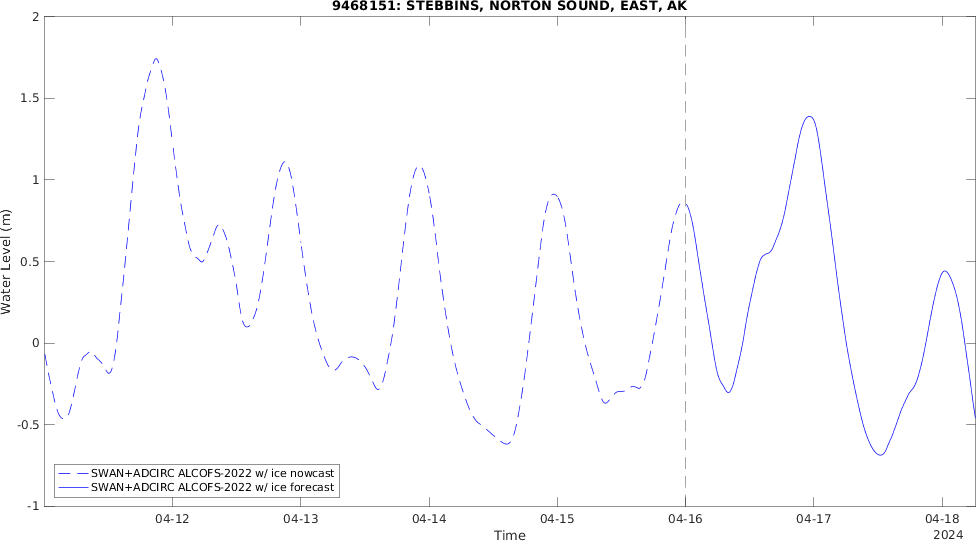 9468151: STEBBINS, NORTON SOUND, EAST, AK
Water Level (m)
2
1.5
1
0.5
0
-0.5
-1
SWAN+ADCIRC ALCOFS-2022 w/ ice nowcast
SWAN+ADCIRC ALCOFS-2022 w/ ice forecast
04-12 04-13 04-14 04-15 04-16 04-17 04-18
Time
2024